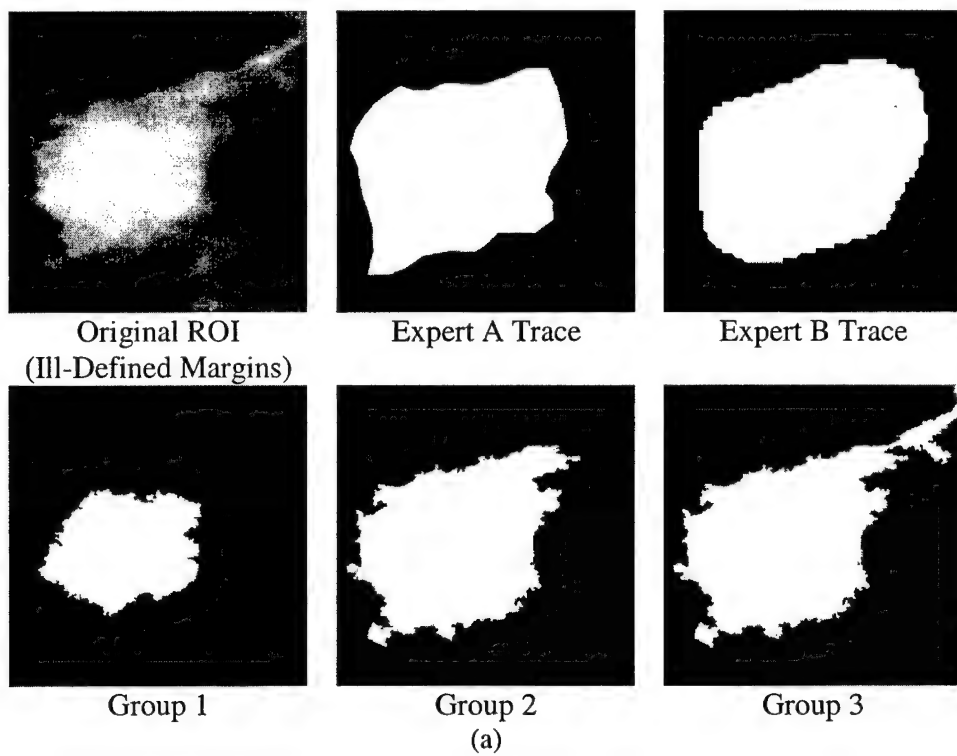 Original ROI
(Ill-Defined Margins)
Expert A Trace
Expert B Trace
Group 1
Group 2
Group 3
(a)